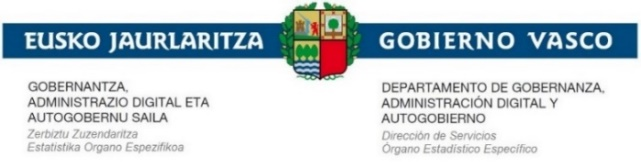 EUSKO JAURLARITZA
GOBIERNO VASCO
GOBERNANTZA,
ADMINISTRAZIO DIGITAL ETA
AUTOGOBERNU SAILA
Zerbitzu Zuzendaritza
Estatistika Organo Espezifikoa
DEPARTAMENTO DE GOBERNANZA,
ADMINISTRACIÓN DIGITAL Y
AUTOGOBIERNO
Dirección de Servicios
Órgano Estadístico Específico